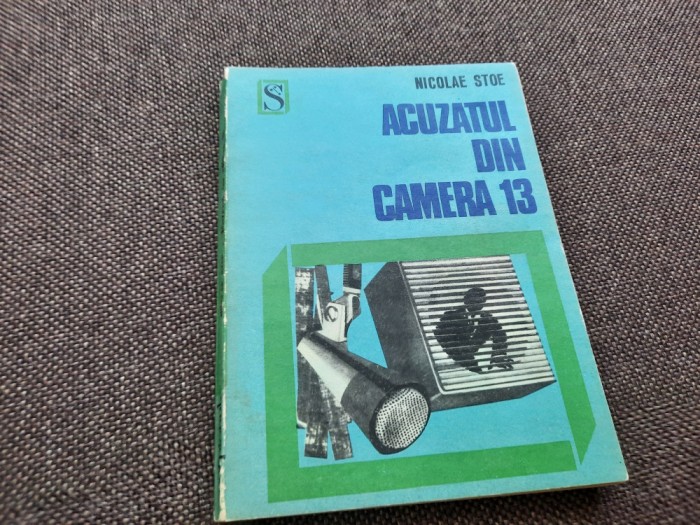 S
NICOLAE STOE
ACUZATUL
DIN
CAMERA 13